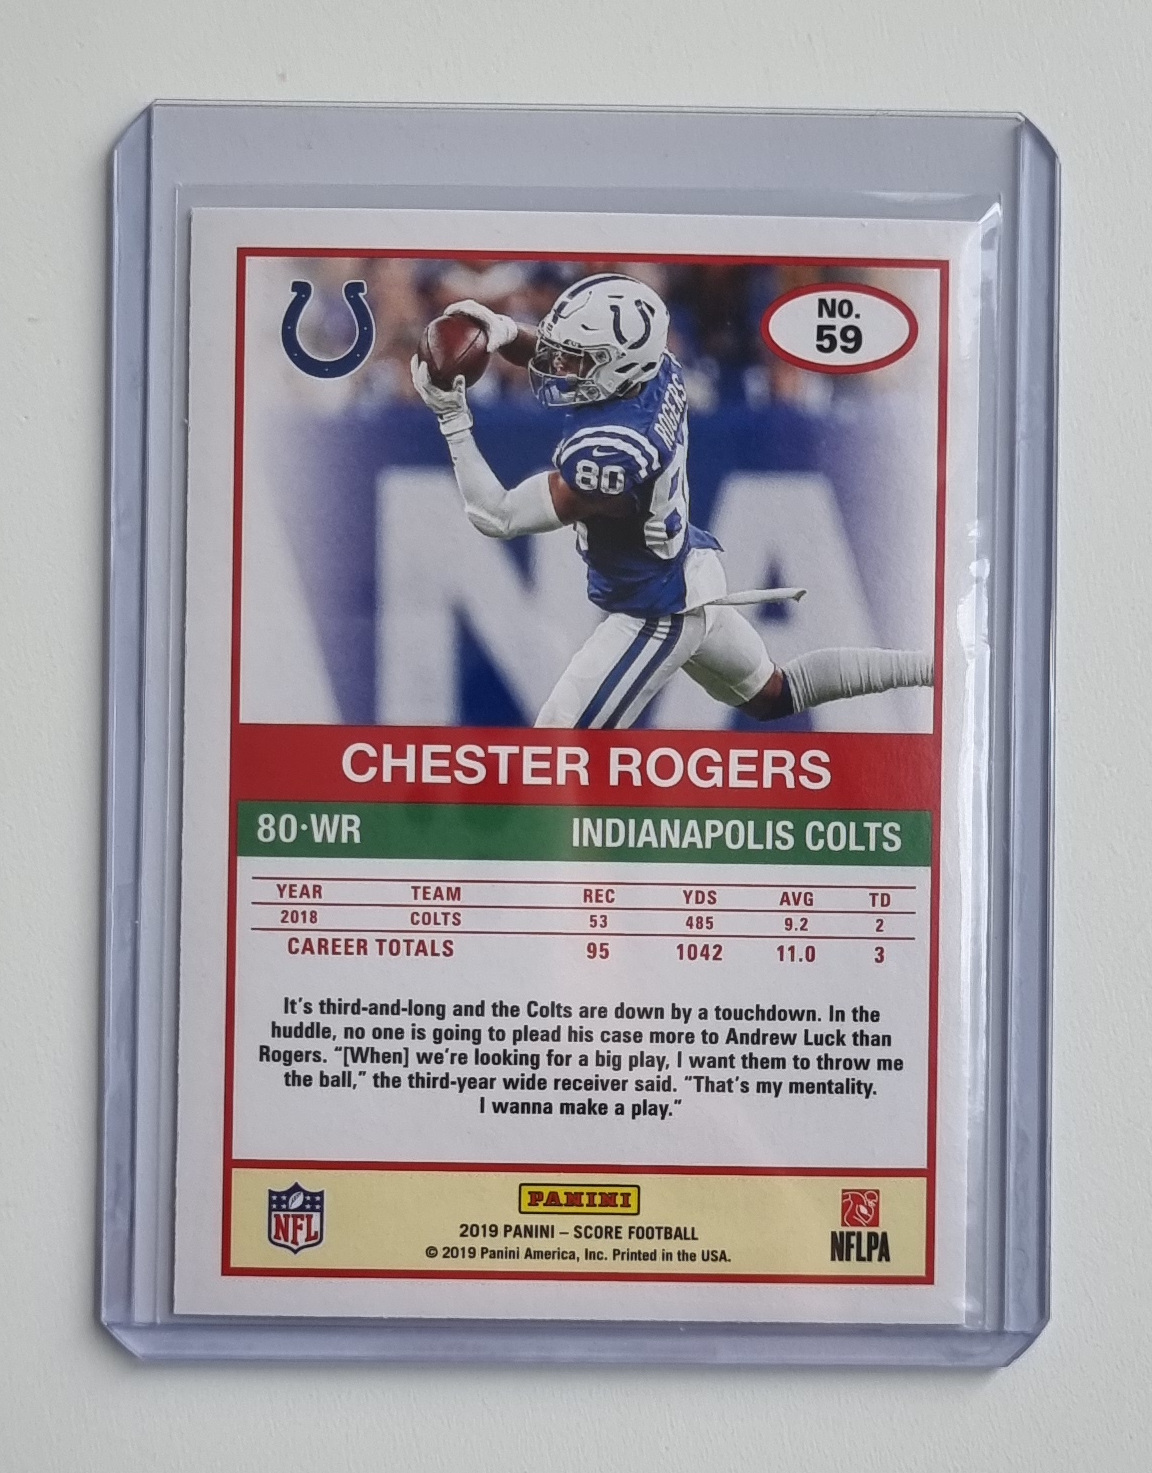 NO.
59
ROGERS
80
NA
CHESTER ROGERS
80·WR INDIANAPOLIS COLTS
YEAR TEAM REC YDS AVG TD
2018 COLTS 53 485 9.2 2
CAREER TOTALS 95 1042 11.0 3
It's third-and-long and the Colts are down by a touchdown. In the
huddle, no one is going to plead his case more to Andrew Luck than
Rogers. "[When] we're looking for a big play, I want them to throw me
the ball," the third-year wide receiver said. "That's my mentality.
I wanna make a play."
NFL
PANINI
2019 PANINI – SCORE FOOTBALL
© 2019 Panini America, Inc. Printed in the USA.
NFLPA